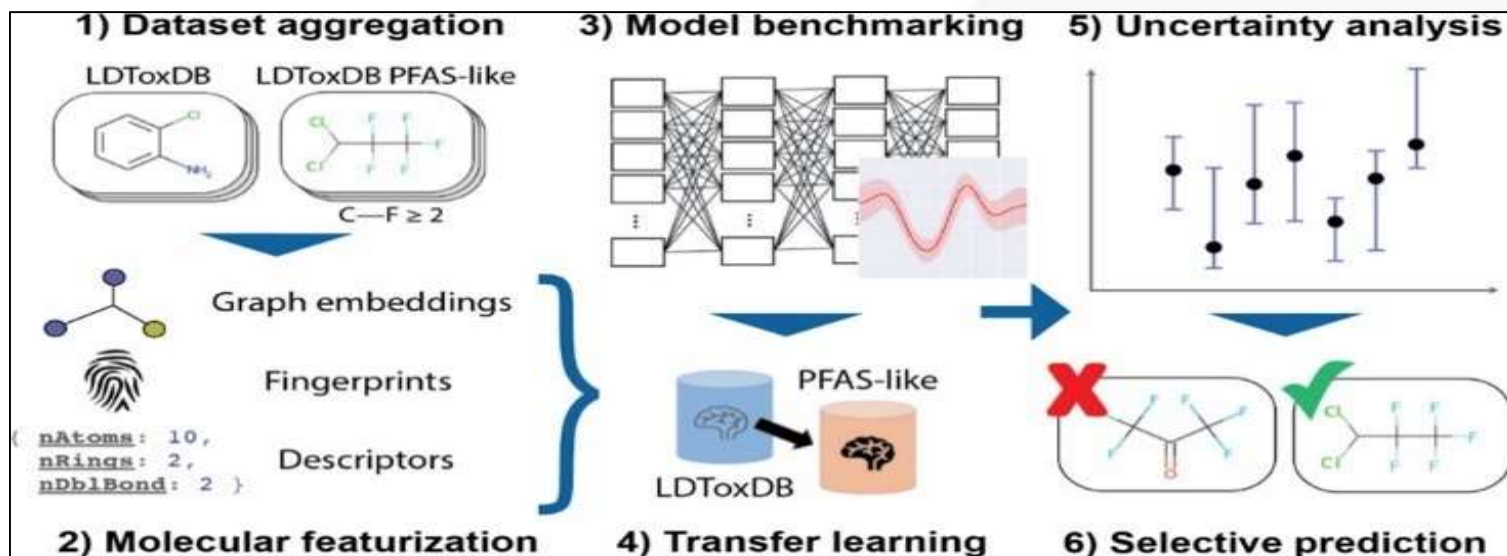 1) Dataset aggregation
LDToxDB LDToxDB PFAS-like
Cl
NH₂
Cl
Cl
F
F
F
F
F
C—F ≥ 2
Graph embeddings
Fingerprints
{ nAtoms: 10,
nRings: 2,
nDblBond: 2 }
Descriptors
2) Molecular featurization
3) Model benchmarking
...
...
...
PFAS-like
LDToxDB
4) Transfer learning
5) Uncertainty analysis
F
F
F
F
F
F
O
Cl
Cl
F
F
F
F
F
6) Selective prediction